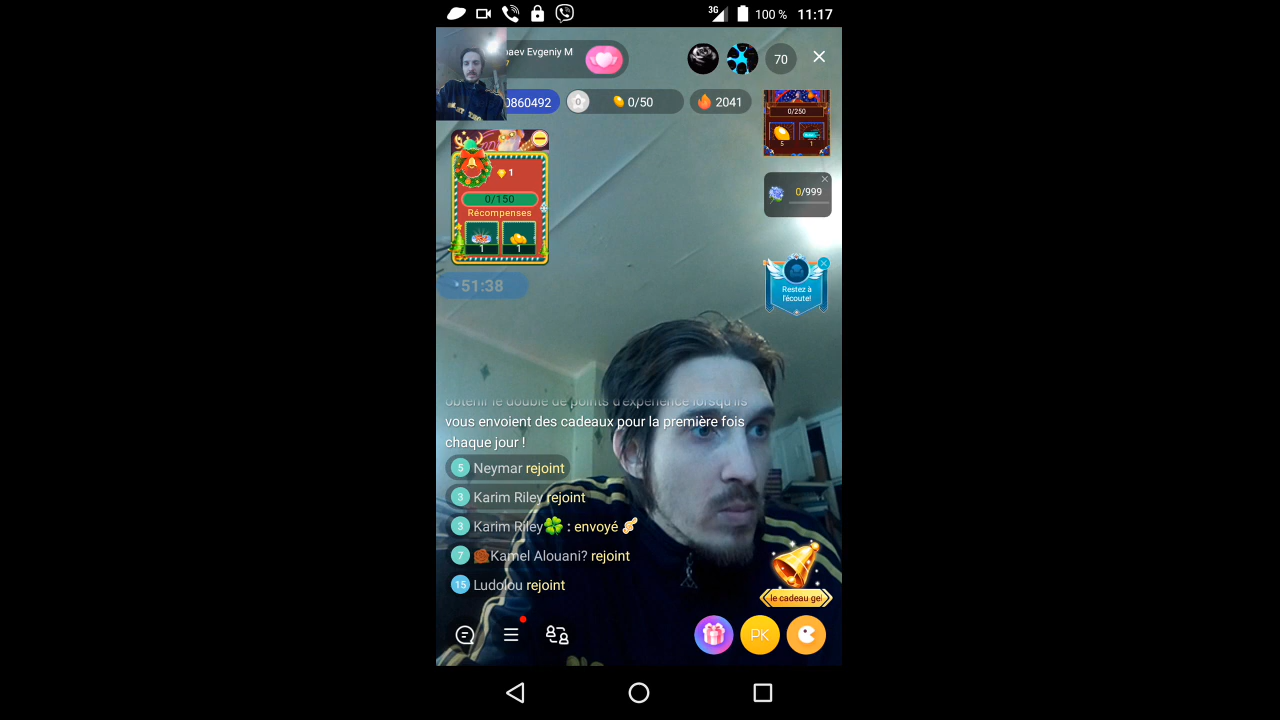 3G 100 % 11:17
Evgeniy M
70
0860492 0 0/50 2041
0/250
5 1
1
0/150
Récompenses
1 1
0/999
51:38
Restez à
l'écoute!
obtenir le double de points d'expérience lorsqu'ils
vous envoient des cadeaux pour la première fois
chaque jour !
5 Neymar rejoint
3 Karim Riley rejoint
3 Karim Riley🍀 : envoyé
7 Kamel Alouani? rejoint
15 Ludolou rejoint
le cadeau gei
PK